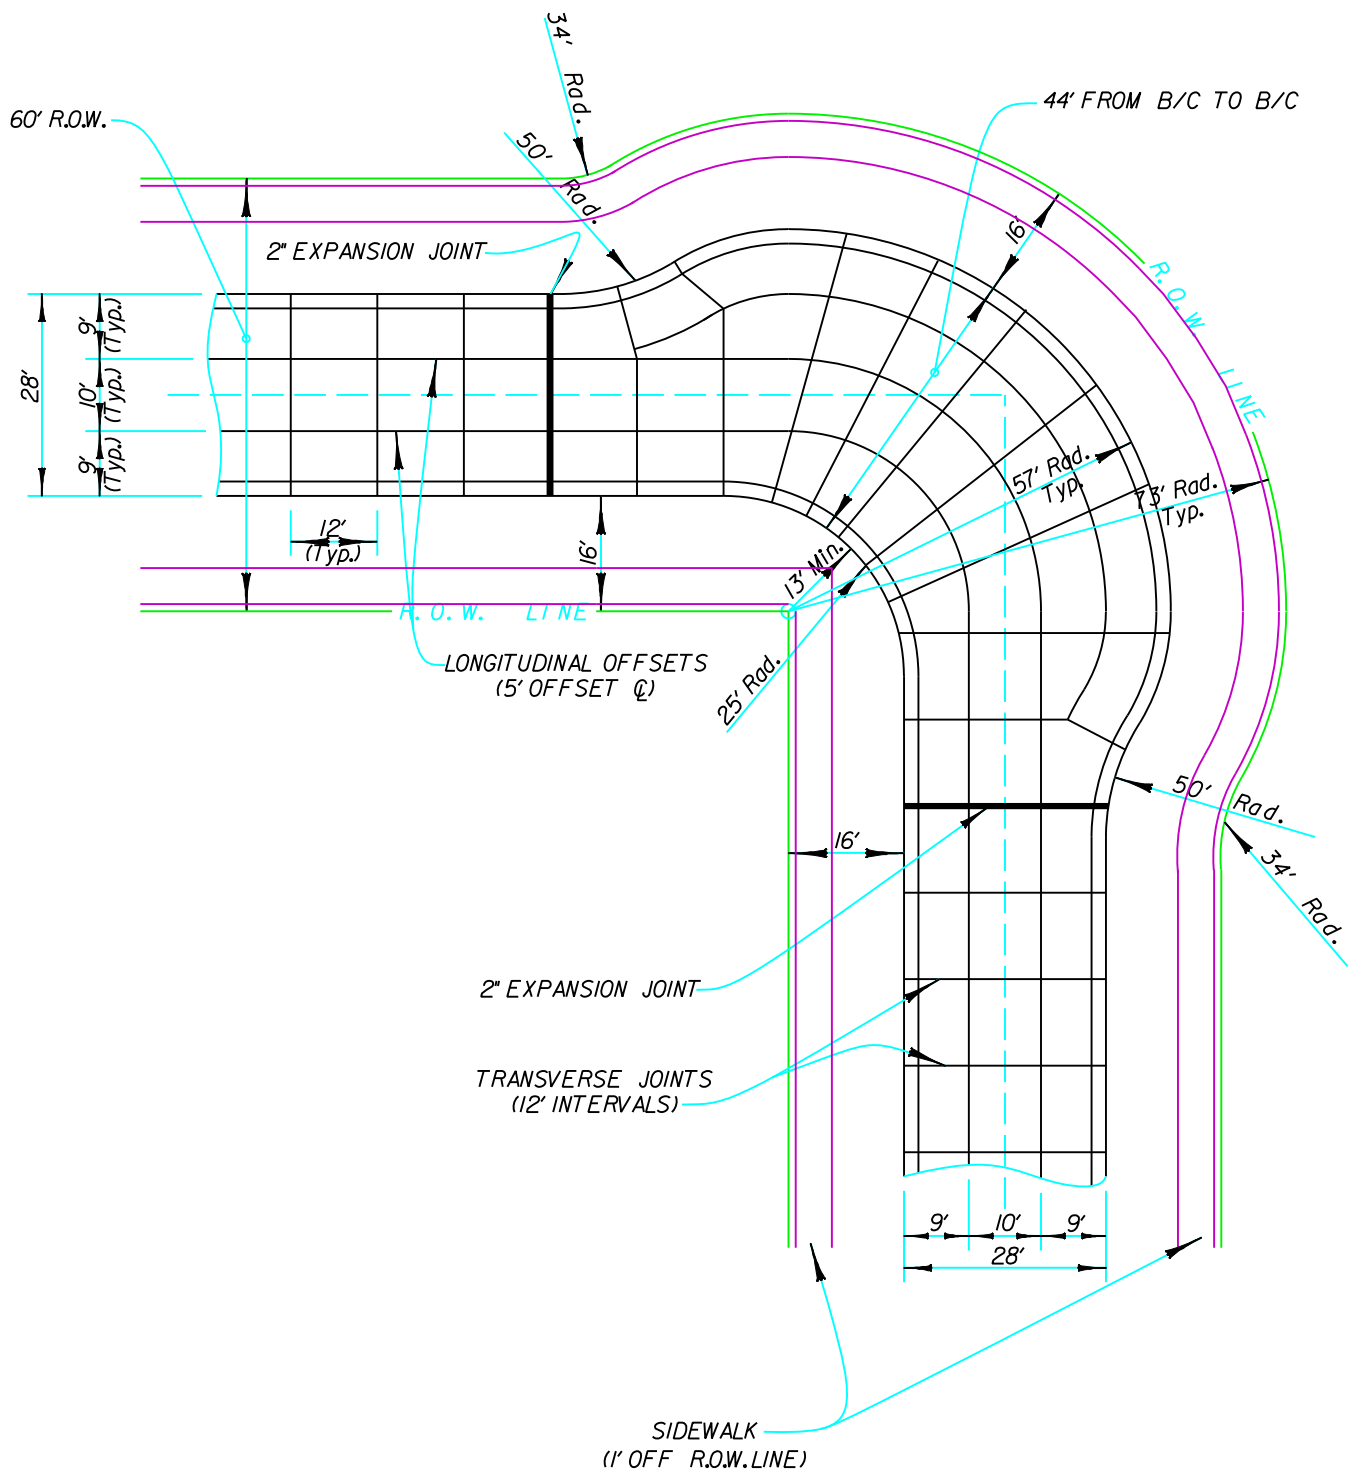 34' Rad.
60' R.O.W.
44' FROM B/C TO B/C
50' Rad.
16'
2" EXPANSION JOINT
R.O.W. LINE
9'
(Typ.)
28'
10'
(Typ.)
9'
(Typ.)
57' Rad.
Typ.
73' Rad.
Typ.
12'
(Typ.)
16'
13' Min.
R.O.W. LINE
LONGITUDINAL OFFSETS
(5' OFFSET ℄)
25' Rad.
50' Rad.
16'
34' Rad.
2" EXPANSION JOINT
TRANSVERSE JOINTS
(12' INTERVALS)
9' 10' 9'
28'
SIDEWALK
(1' OFF R.O.W. LINE)